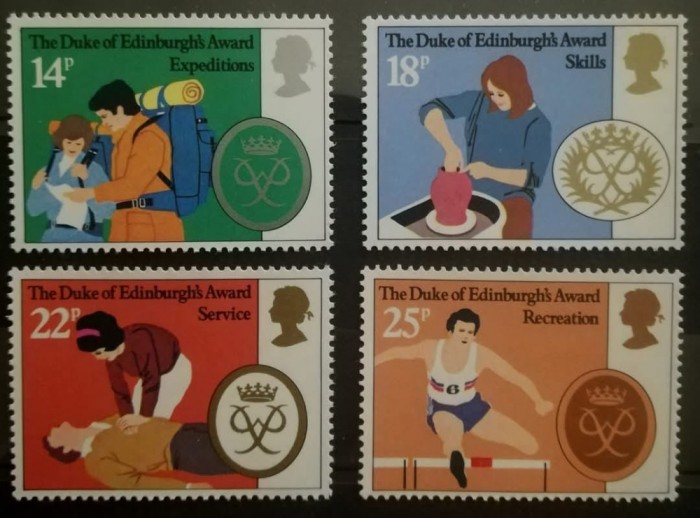 The Duke of Edinburgh's Award
Expeditions
14P
The Duke of Edinburgh's Award
Skills
18P
The Duke of Edinburgh's Award
Service
22P
The Duke of Edinburgh's Award
Recreation
25P
6